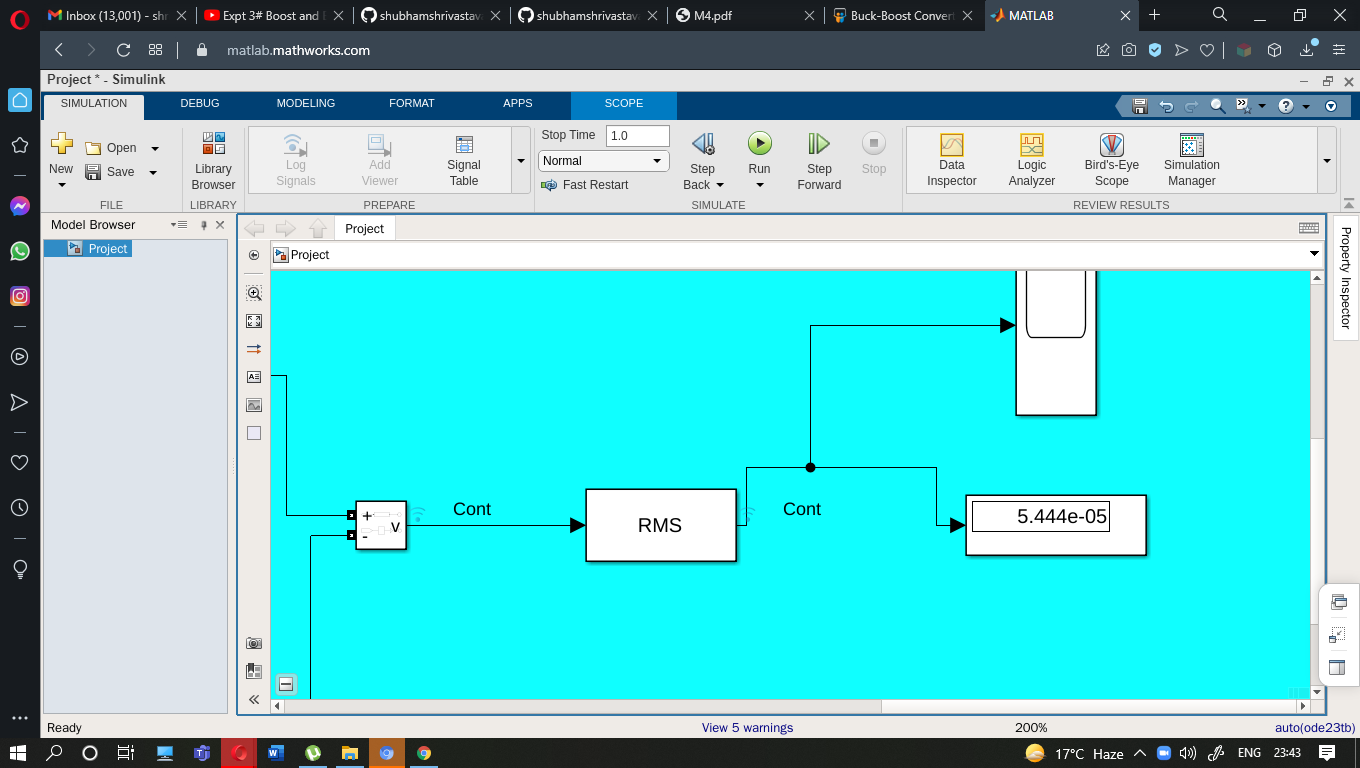 Inbox (13,001) - shr
Expt 3# Boost and B
shubhamshrivastava
shubhamshrivastava
M4.pdf
Buck-Boost Convert
MATLAB
matlab.mathworks.com
Project * - Simulink
SIMULATION DEBUG MODELING FORMAT APPS SCOPE
New
Open
Save
FILE
Library
Browser
LIBRARY
Log
Signals
Add
Viewer
Signal
Table
PREPARE
Stop Time 1.0
Normal
Fast Restart
Step
Back
Run
Step
Forward
Stop
SIMULATE
Data
Inspector
Logic
Analyzer
Bird's-Eye
Scope
Simulation
Manager
REVIEW RESULTS
Model Browser
Project
Project
Project
Property Inspector
+
v
-
Cont
RMS
Cont
5.444e-05
Ready
View 5 warnings
200%
auto(ode23tb)
17°C Haze
ENG
23:43